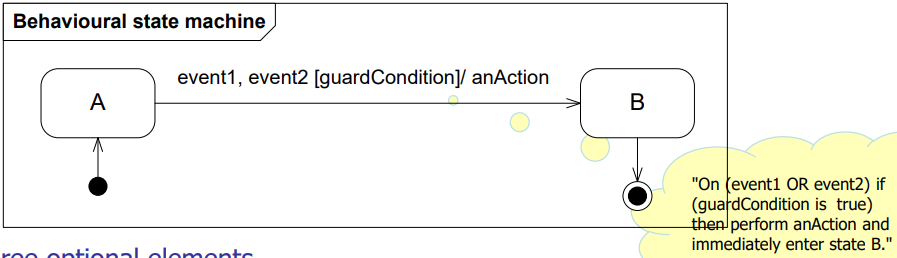 Behavioural state machine
event1, event2 [guardCondition]/ anAction
A
B
"On (event1 OR event2) if
(guardCondition is true)
then perform anAction and
immediately enter state B."
ree optional elements